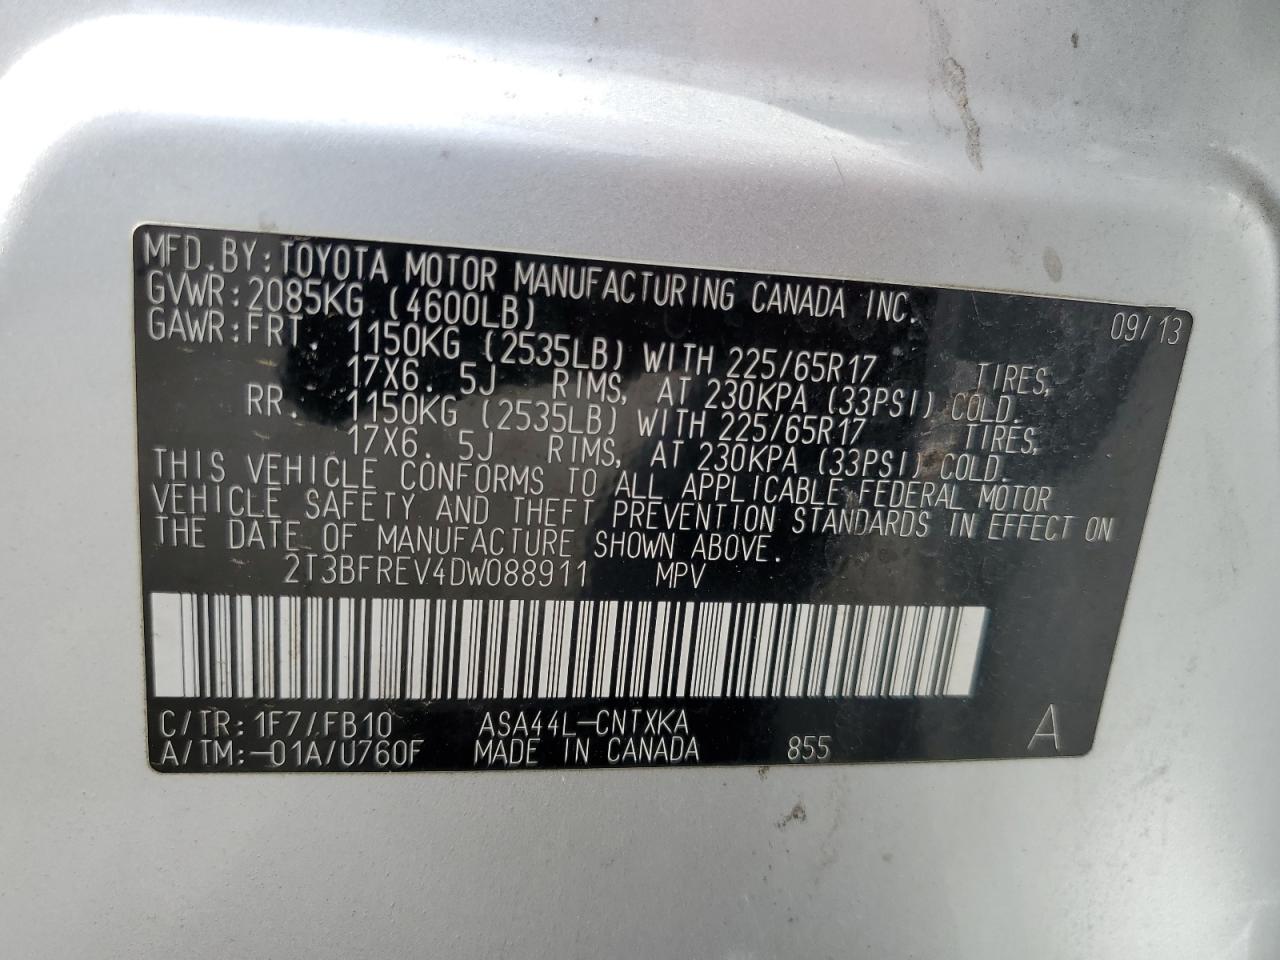 MFD. BY: TOYOTA MOTOR MANUFACTURING CANADA INC. 09/13
GVWR: 2085KG (4600LB)
GAWR: FRT. 1150KG (2535LB) WITH 225/65R17 TIRES,
17X6. 5J RIMS, AT 230KPA (33PSI) COLD.
RR. 1150KG (2535LB) WITH 225/65R17 TIRES,
17X6. 5J RIMS, AT 230KPA (33PSI) COLD.
THIS VEHICLE CONFORMS TO ALL APPLICABLE FEDERAL MOTOR
VEHICLE SAFETY AND THEFT PREVENTION STANDARDS IN EFFECT ON
THE DATE OF MANUFACTURE SHOWN ABOVE.
2T3BFREV4DW088911 MPV
C/TR: 1F7/FB10 ASA44L-CNTXKA
A/TM: -01A/U760F MADE IN CANADA 855 A